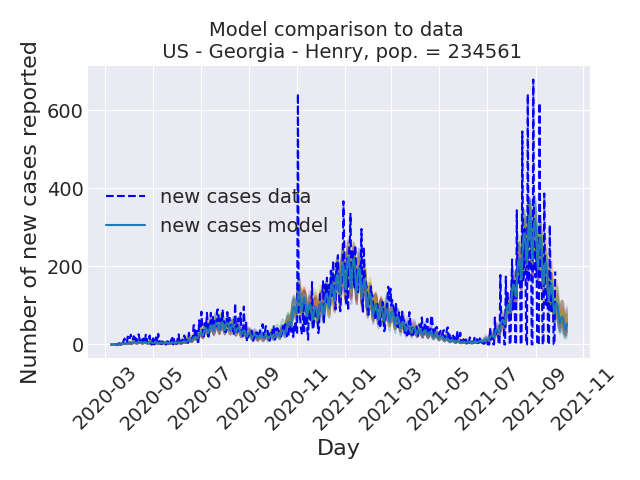 Model comparison to data
US - Georgia - Henry, pop. = 234561
Number of new cases reported
600
400
200
0
new cases data
new cases model
2020-03
2020-05
2020-07
2020-09
2020-11
2021-01
2021-03
2021-05
2021-07
2021-09
2021-11
Day